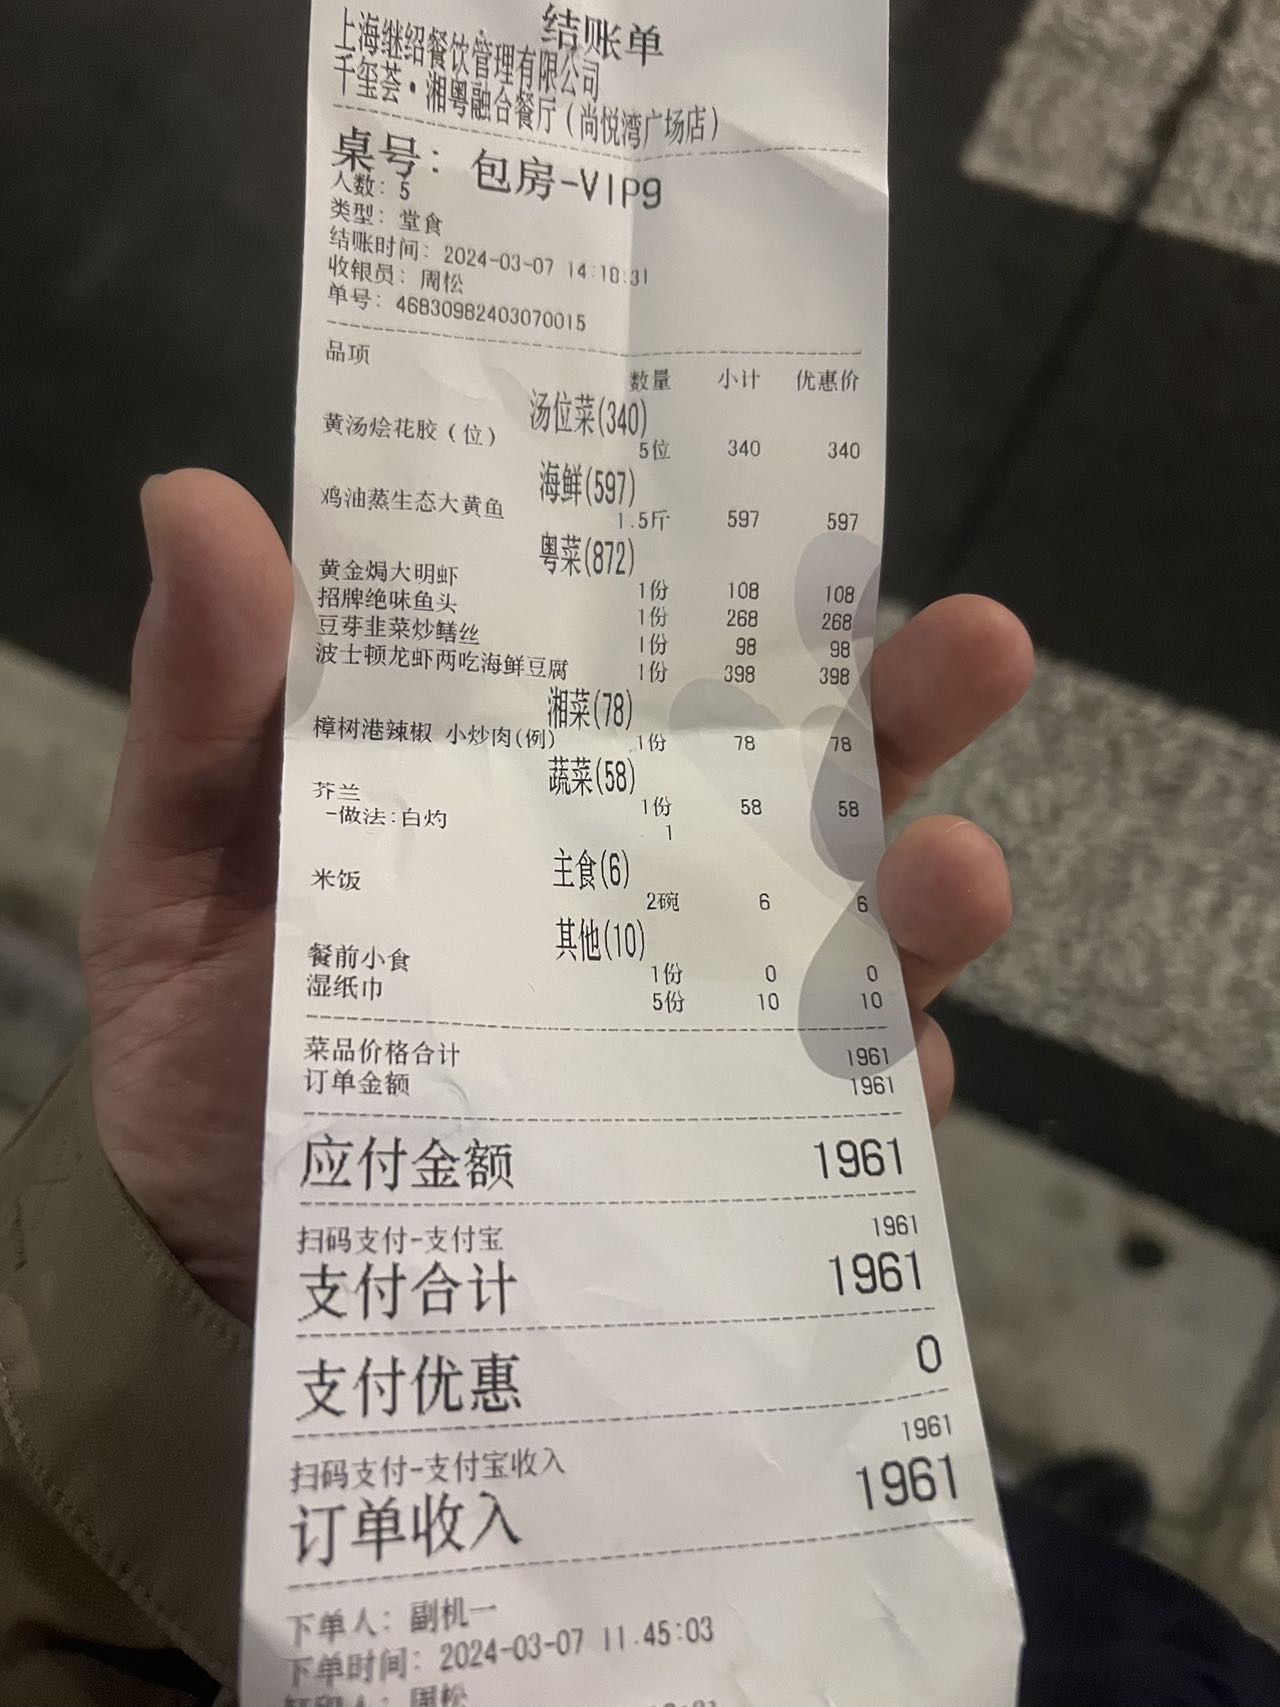 结账单
上海继绍餐饮管理有限公司
千玺荟·湘粤融合餐厅(尚悦湾广场店)
桌号: 包房-VIP9
人数: 5
类型: 堂食
结账时间: 2024-03-07 14:18:31
收银员: 周松
单号: 46830982403070015
品项 数量 小计 优惠价
汤位菜(340)
黄汤烩花胶(位) 5位 340 340
海鲜(597)
鸡油蒸生态大黄鱼 1.5斤 597 597
粤菜(872)
黄金焗大明虾 1份 108 108
招牌绝味鱼头 1份 268 268
豆芽韭菜炒鳝丝 1份 98 98
波士顿龙虾两吃海鲜豆腐 1份 398 398
湘菜(78)
樟树港辣椒 小炒肉(例) 1份 78 78
蔬菜(58)
芥兰 1份 58 58
-做法:白灼 1
主食(6)
米饭 2碗 6 6
其他(10)
餐前小食 1份 0 0
湿纸巾 5份 10 10
菜品价格合计 1961
订单金额 1961
应付金额 1961
扫码支付-支付宝 1961
支付合计 1961
支付优惠 0
扫码支付-支付宝收入 1961
订单收入 1961
下单人: 副机一
下单时间: 2024-03-07 11:45:03
周松